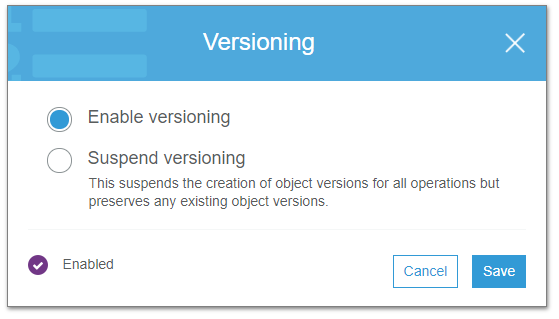 Versioning
Enable versioning
Suspend versioning
This suspends the creation of object versions for all operations but
preserves any existing object versions.
Enabled
Cancel
Save